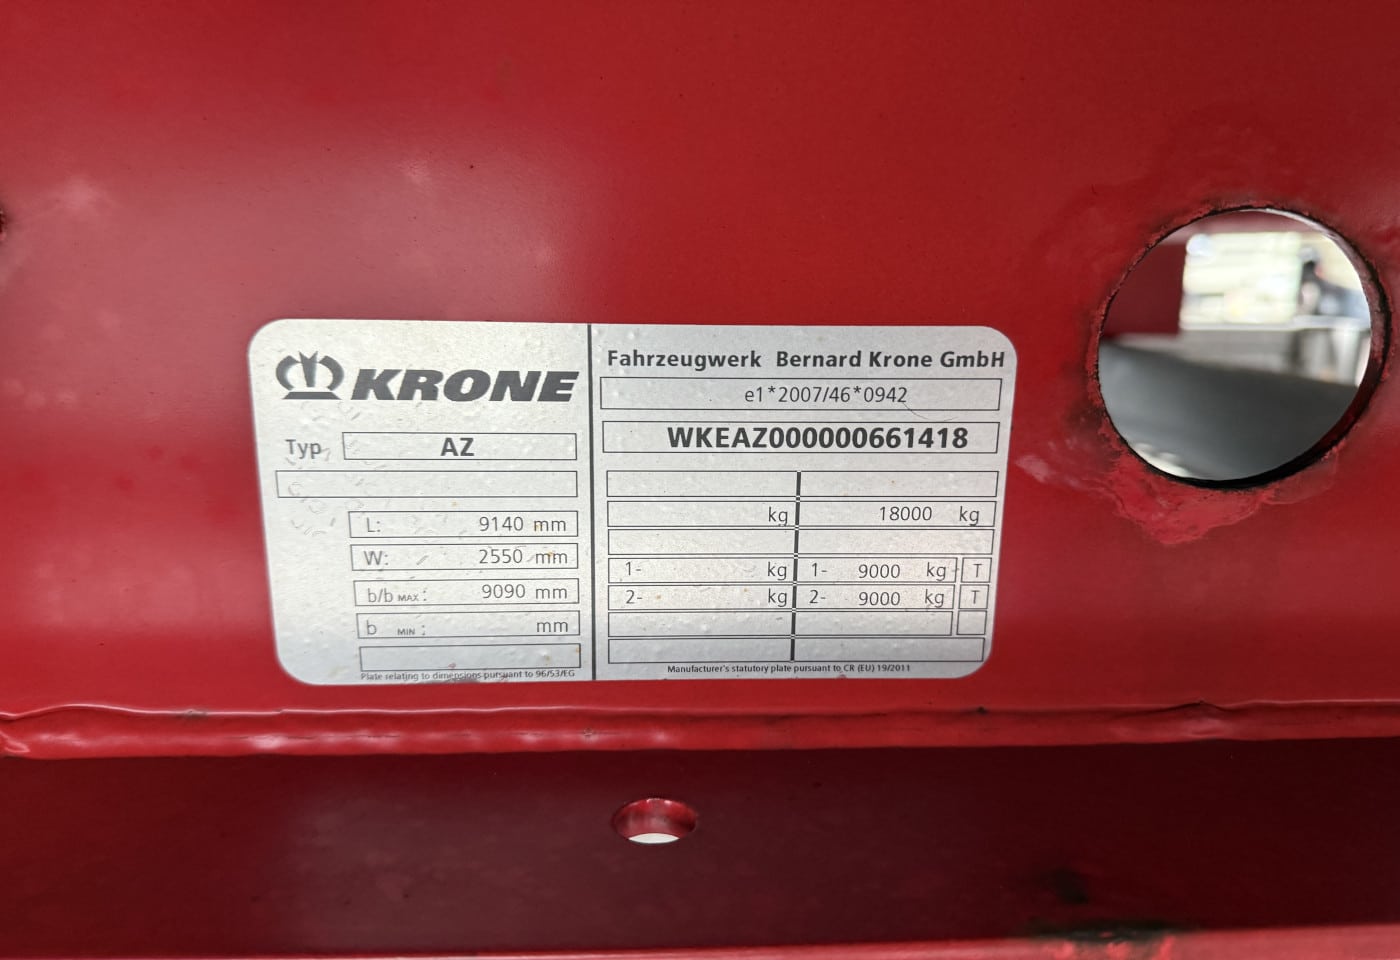 KRONE
Typ AZ
L: 9140 mm
W: 2550 mm
b/b MAX: 9090 mm
b MIN: mm
Plate relating to dimensions pursuant to 96/53/EG
Fahrzeugwerk Bernard Krone GmbH
e1*2007/46*0942
WKEAZ000000661418
kg 18000 kg
1- kg 1- 9000 kg T
2- kg 2- 9000 kg T
Manufacturer's statutory plate pursuant to CR (EU) 19/2011